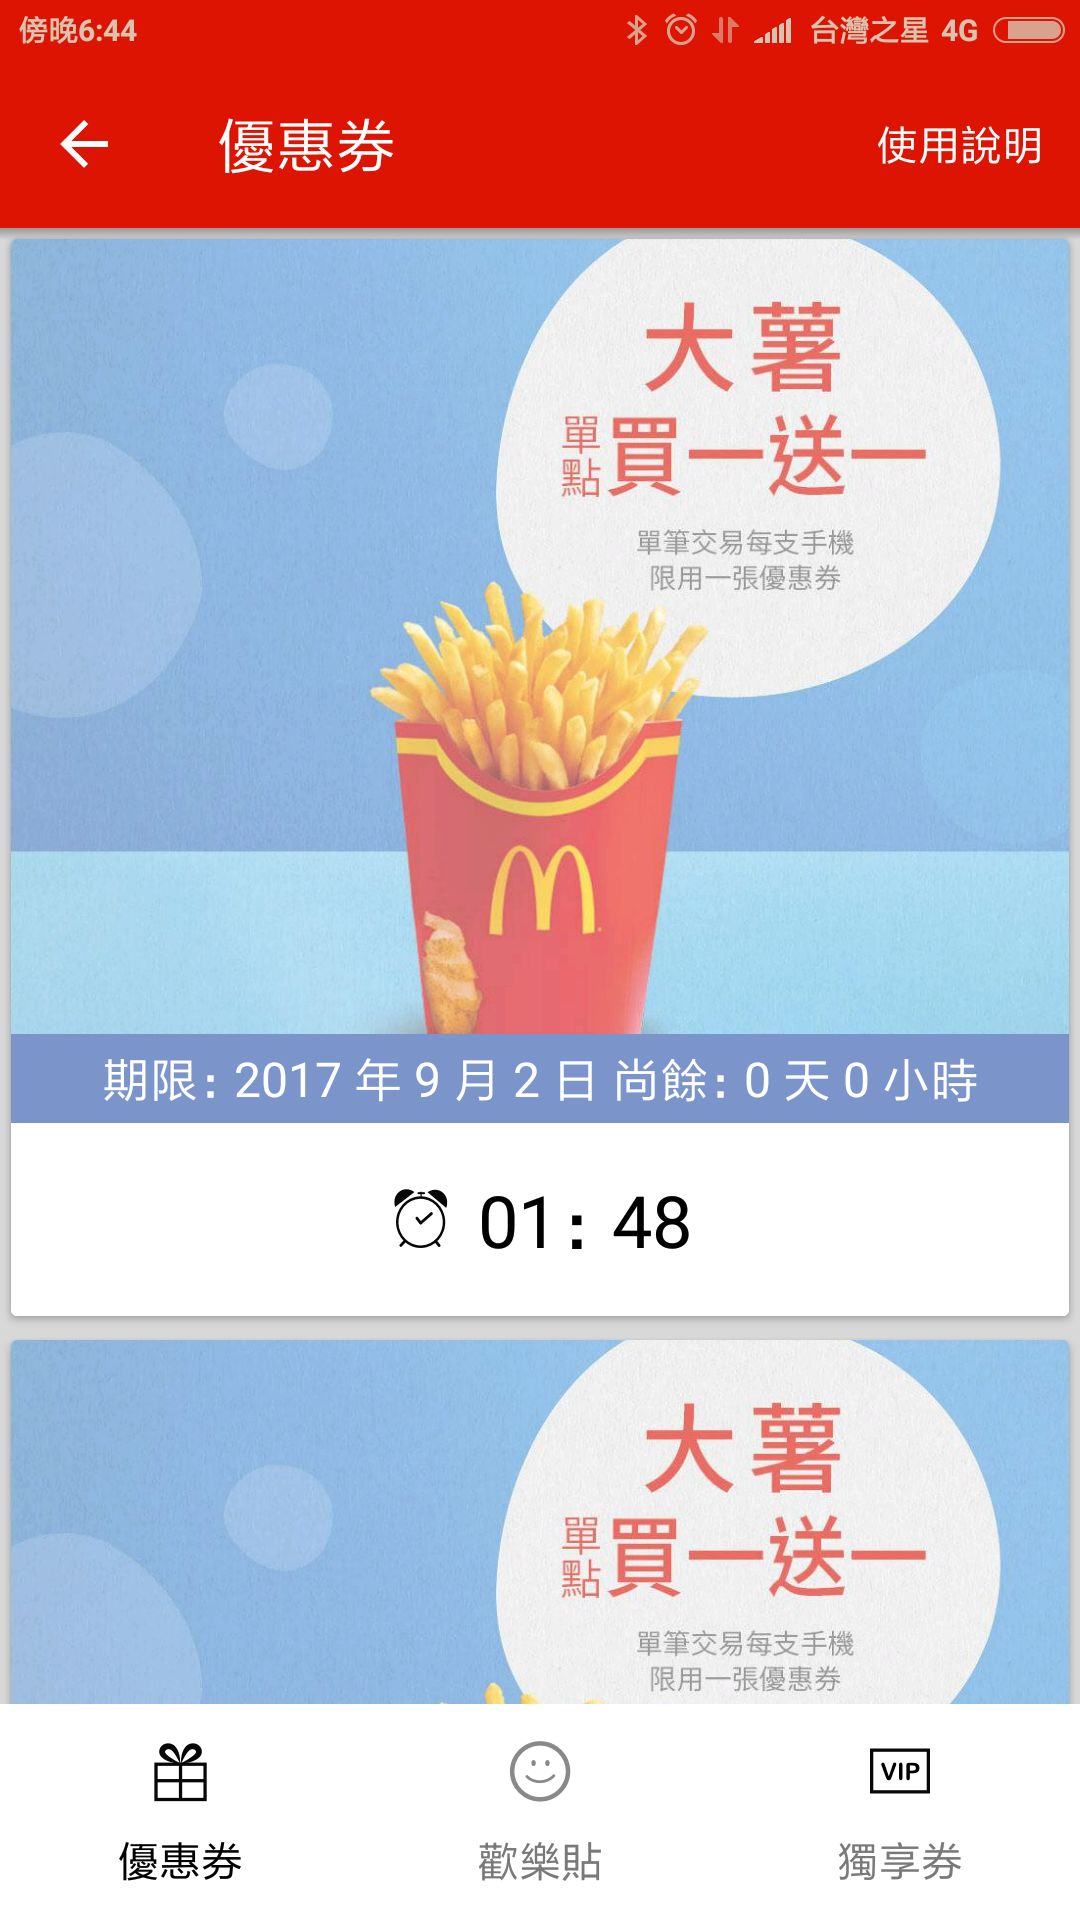 傍晚6:44 台灣之星 4G
優惠券 使用說明
大薯
單點 買一送一
單筆交易每支手機
限用一張優惠券
期限: 2017 年 9 月 2 日 尚餘: 0 天 0 小時
01: 48
大薯
單點 買一送一
單筆交易每支手機
限用一張優惠券
VIP
優惠券 歡樂貼 獨享券